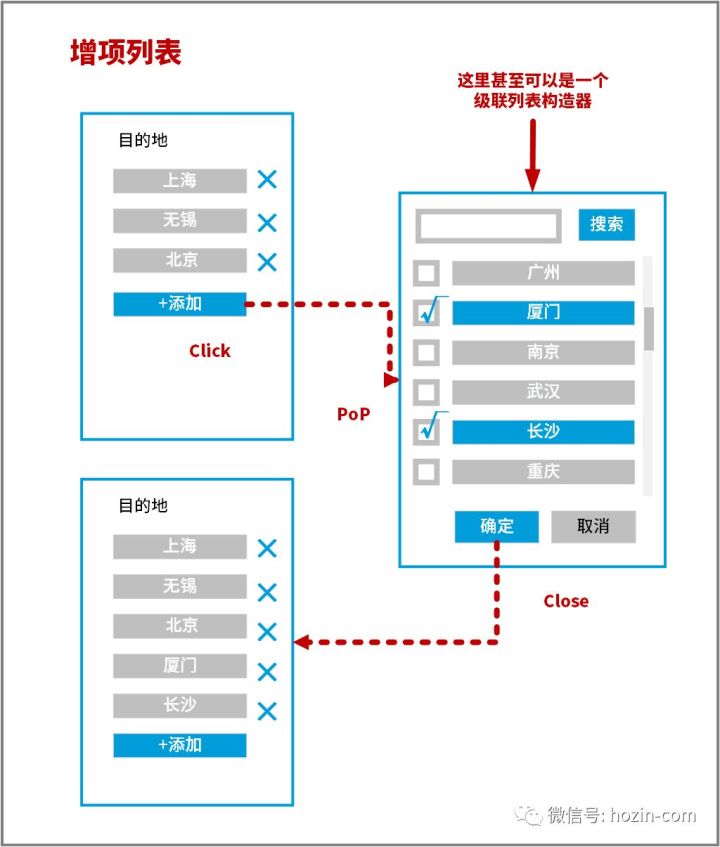 增项列表
目的地
上海
无锡
北京
+添加
Click
PoP
这里甚至可以是一个
级联列表构造器
搜索
广州
厦门
南京
武汉
长沙
重庆
确定
取消
Close
目的地
上海
无锡
北京
厦门
长沙
+添加
微信号: hozin-com